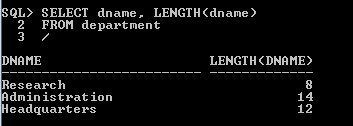 SQL> SELECT dname, LENGTH(dname)
2 FROM department
3 /
DNAME LENGTH(DNAME)
------------------------- -------------
Research 8
Administration 14
Headquarters 12